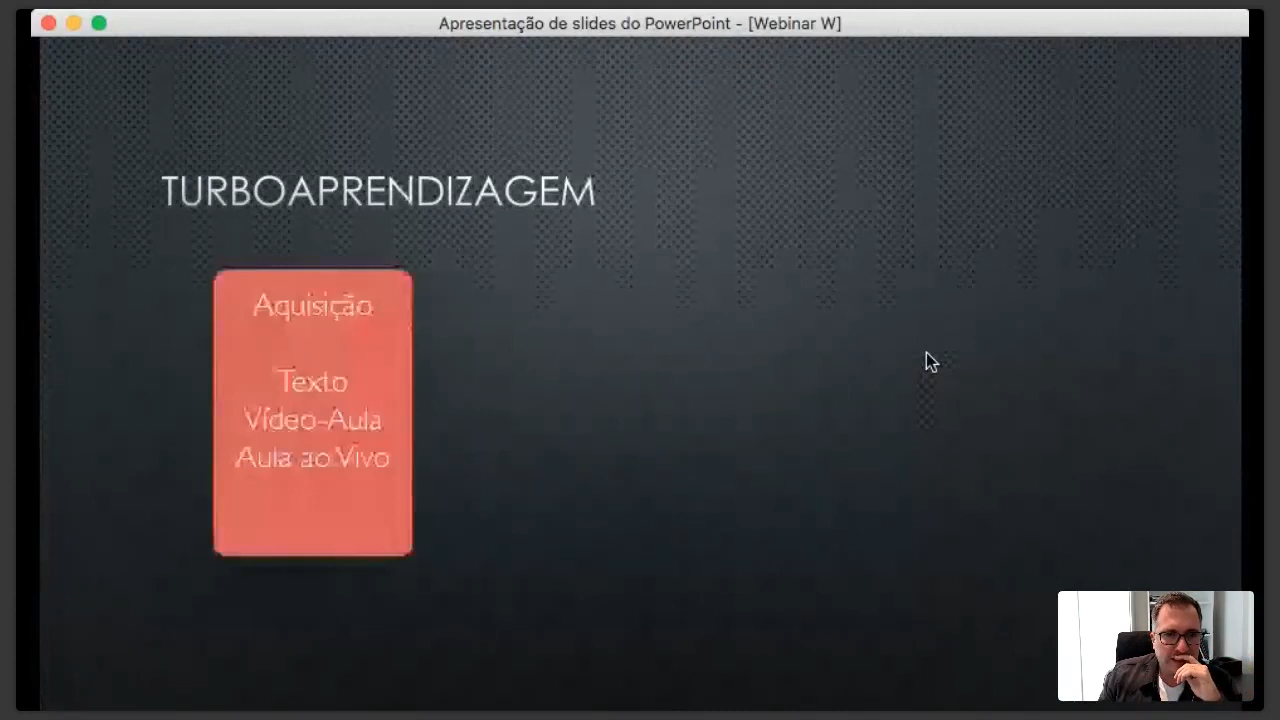 Apresentação de slides do PowerPoint - [Webinar W]
TURBOAPRENDIZAGEM
Aquisição
Texto
Vídeo-Aula
Aula ao Vivo